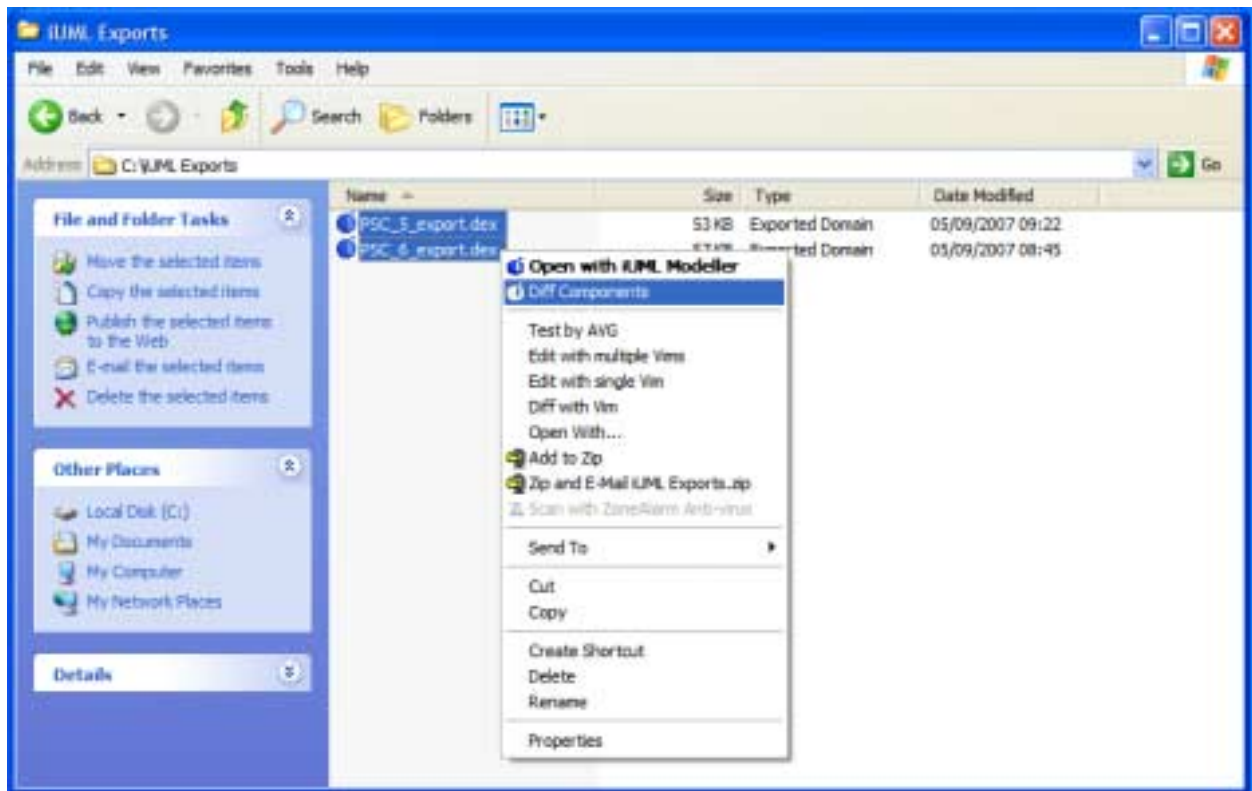 iUML Exports
File Edit View Favorites Tools Help
Back Search Folders
Address C:\iUML Exports Go
Name Size Type Date Modified
File and Folder Tasks
Move the selected items
Copy the selected items
Publish the selected items
to the Web
E-mail the selected items
Delete the selected items
Other Places
Local Disk (C:)
My Documents
My Computer
My Network Places
Details
PSC_5_export.dex 53 KB Exported Domain 05/09/2007 09:22
PSC_6_export.dex Domain 05/09/2007 08:45
Open with iUML Modeller
Diff Components
Test by AVG
Edit with multiple Vims
Edit with single Vim
Diff with Vim
Open With...
Add to Zip
Zip and E-Mail iUML Exports.zip
Scan with ZoneAlarm Anti-virus
Send To
Cut
Copy
Create Shortcut
Delete
Rename
Properties